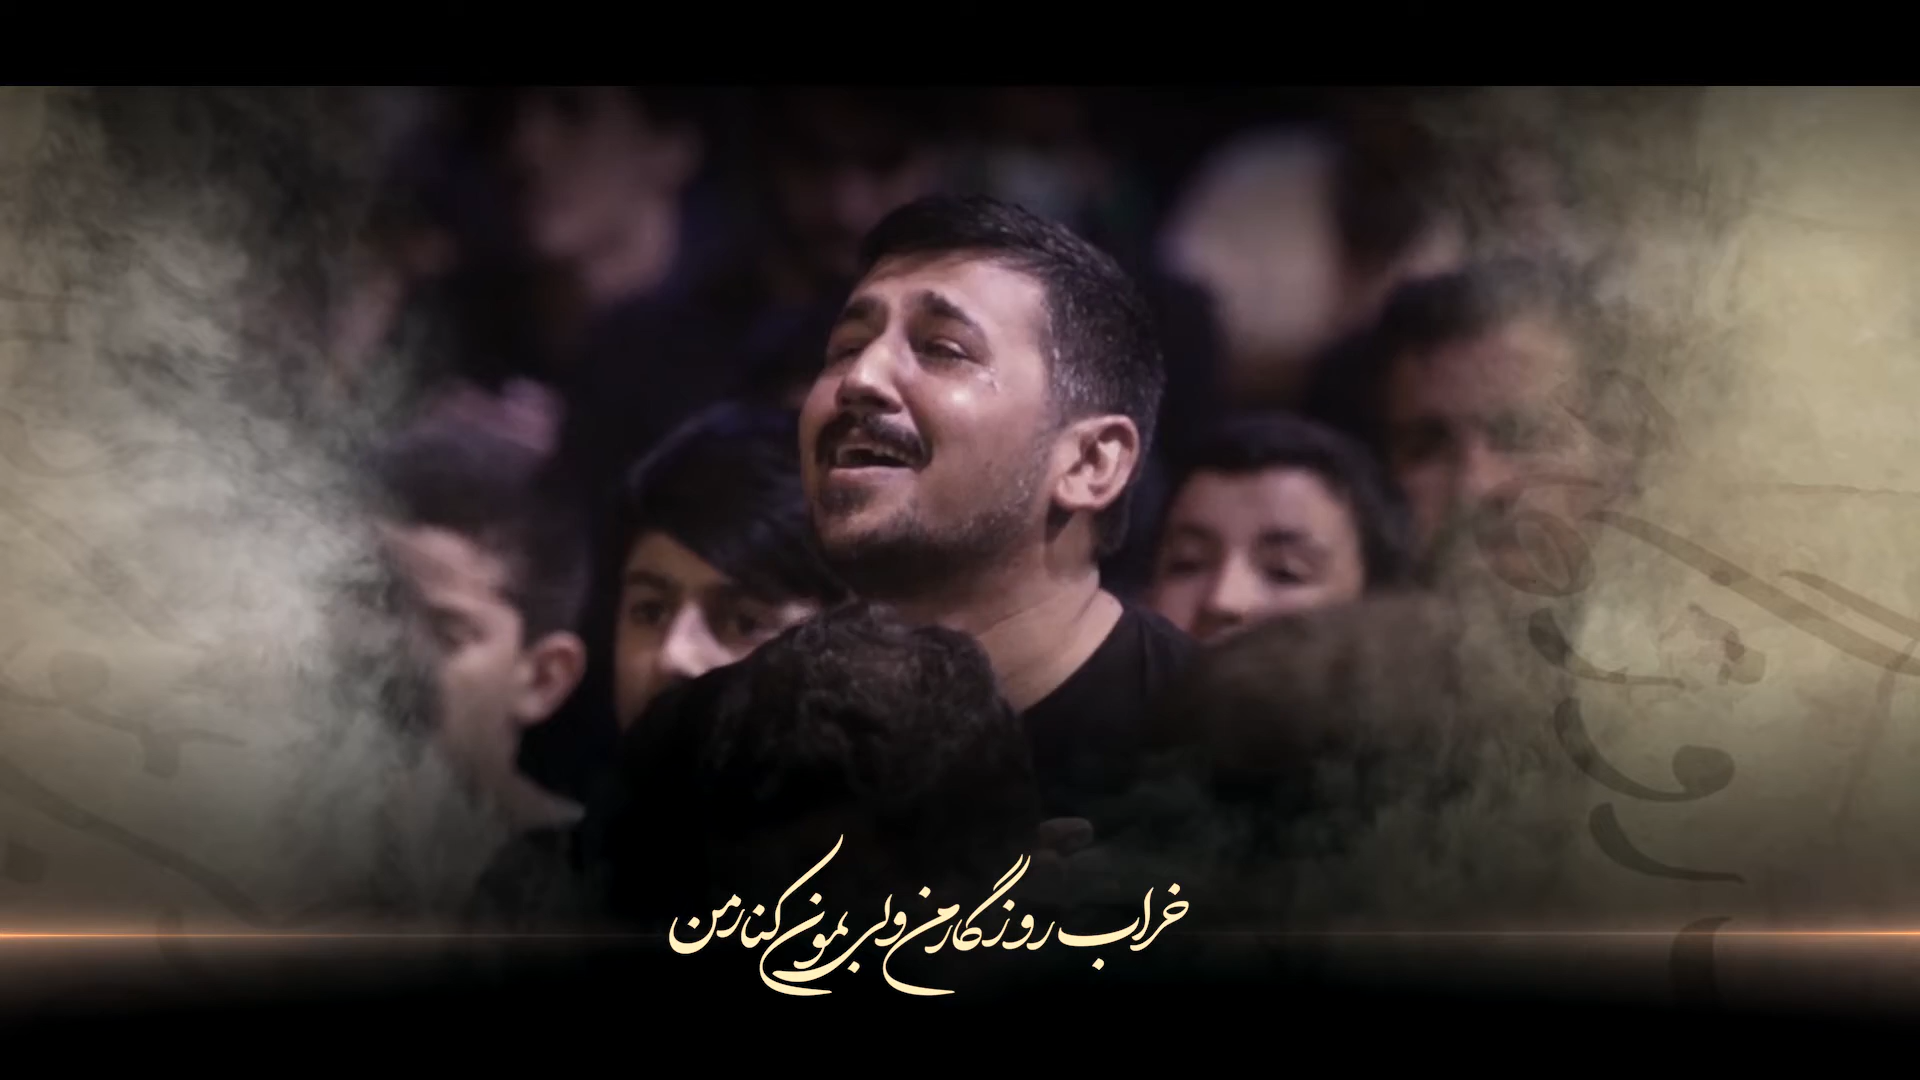 خراب روزگار من ولی بمون کنار من